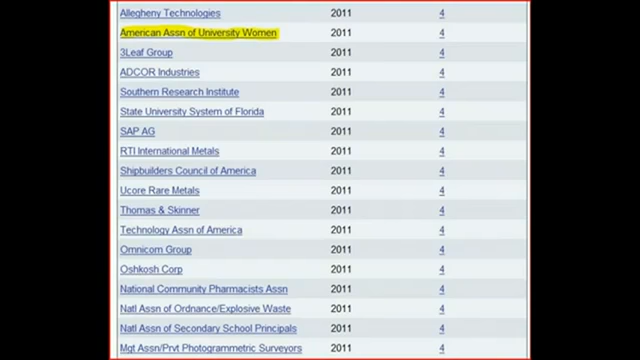 Allegheny Technologies 2011 4
American Assn of University Women 2011 4
3Leaf Group 2011 4
ADCOR Industries 2011 4
Southern Research Institute 2011 4
State University System of Florida 2011 4
SAP AG 2011 4
RTI International Metals 2011 4
Shipbuilders Council of America 2011 4
Ucore Rare Metals 2011 4
Thomas & Skinner 2011 4
Technology Assn of America 2011 4
Omnicom Group 2011 4
Oshkosh Corp 2011 4
National Community Pharmacists Assn 2011 4
Natl Assn of Ordnance/Explosive Waste 2011 4
Natl Assn of Secondary School Principals 2011 4
Mgt Assn/Prvt Photogrammetric Surveyors 2011 4